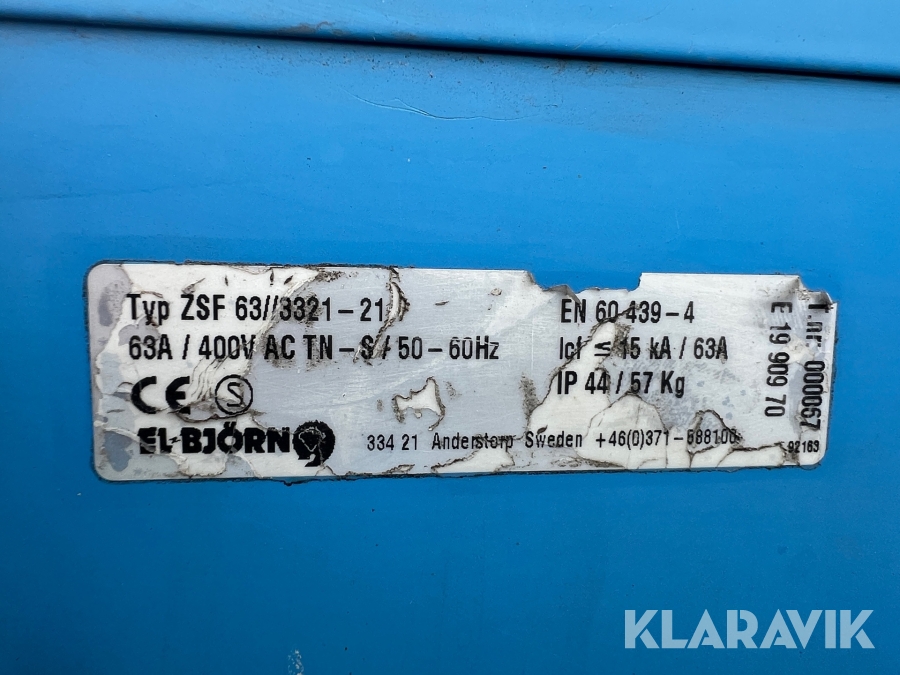 Typ ZSF 63//3321-21
63A / 400V AC TN-S / 50-60Hz
CE S
EL-BJÖRN
EN 60 439-4
Icf ≤ 15 kA / 63A
IP 44 / 57 Kg
334 21 Anderstorp Sweden +46(0)371-588100
E 19 909 70
T.nr: 000067
92163
KLARAVIK